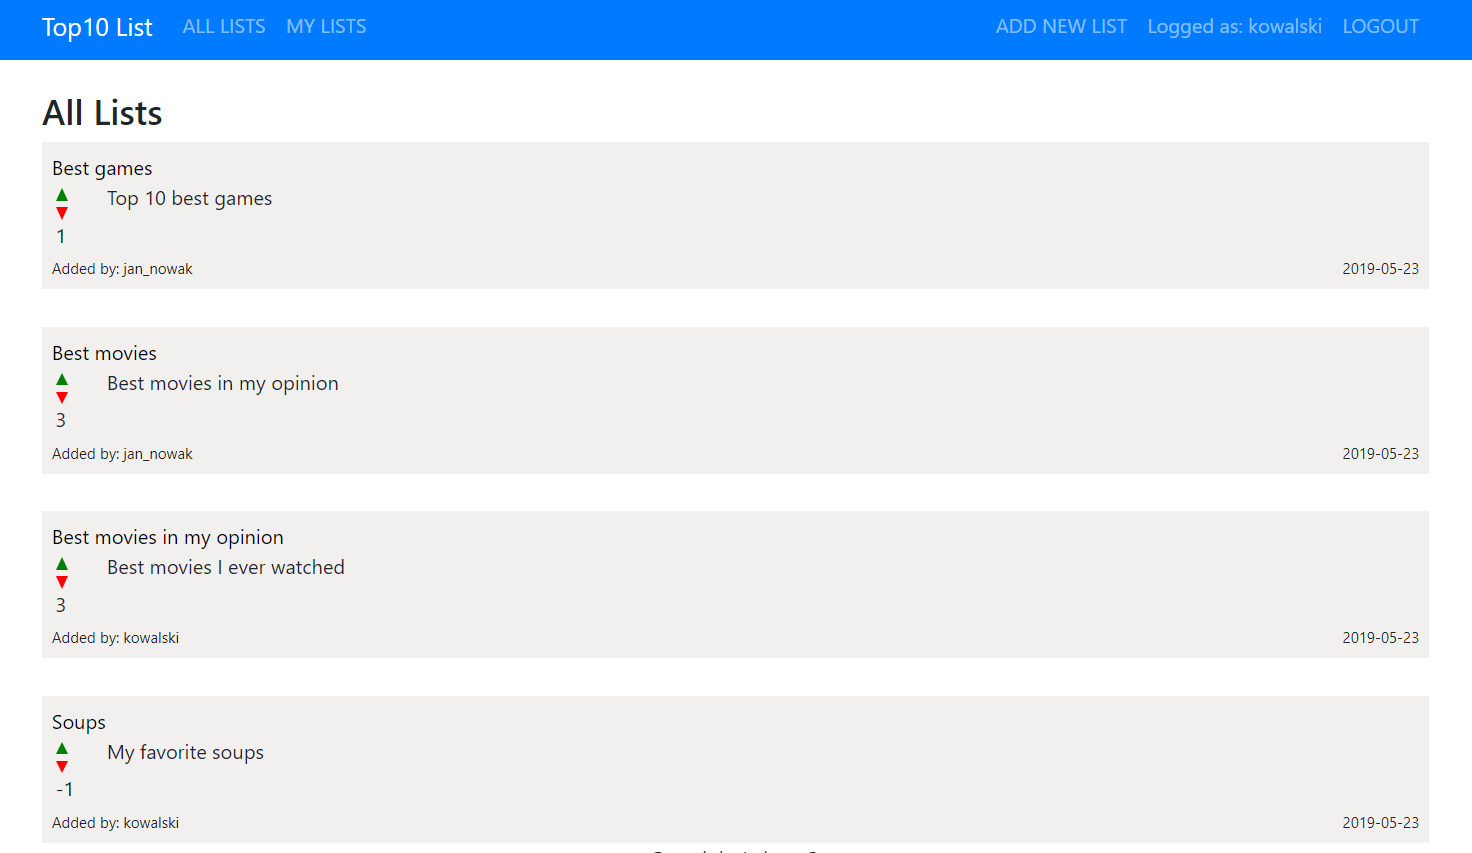 Top10 List ALL LISTS MY LISTS ADD NEW LIST Logged as: kowalski LOGOUT
All Lists
Best games
Top 10 best games
1
Added by: jan_nowak 2019-05-23
Best movies
Best movies in my opinion
3
Added by: jan_nowak 2019-05-23
Best movies in my opinion
Best movies I ever watched
3
Added by: kowalski 2019-05-23
Soups
My favorite soups
-1
Added by: kowalski 2019-05-23